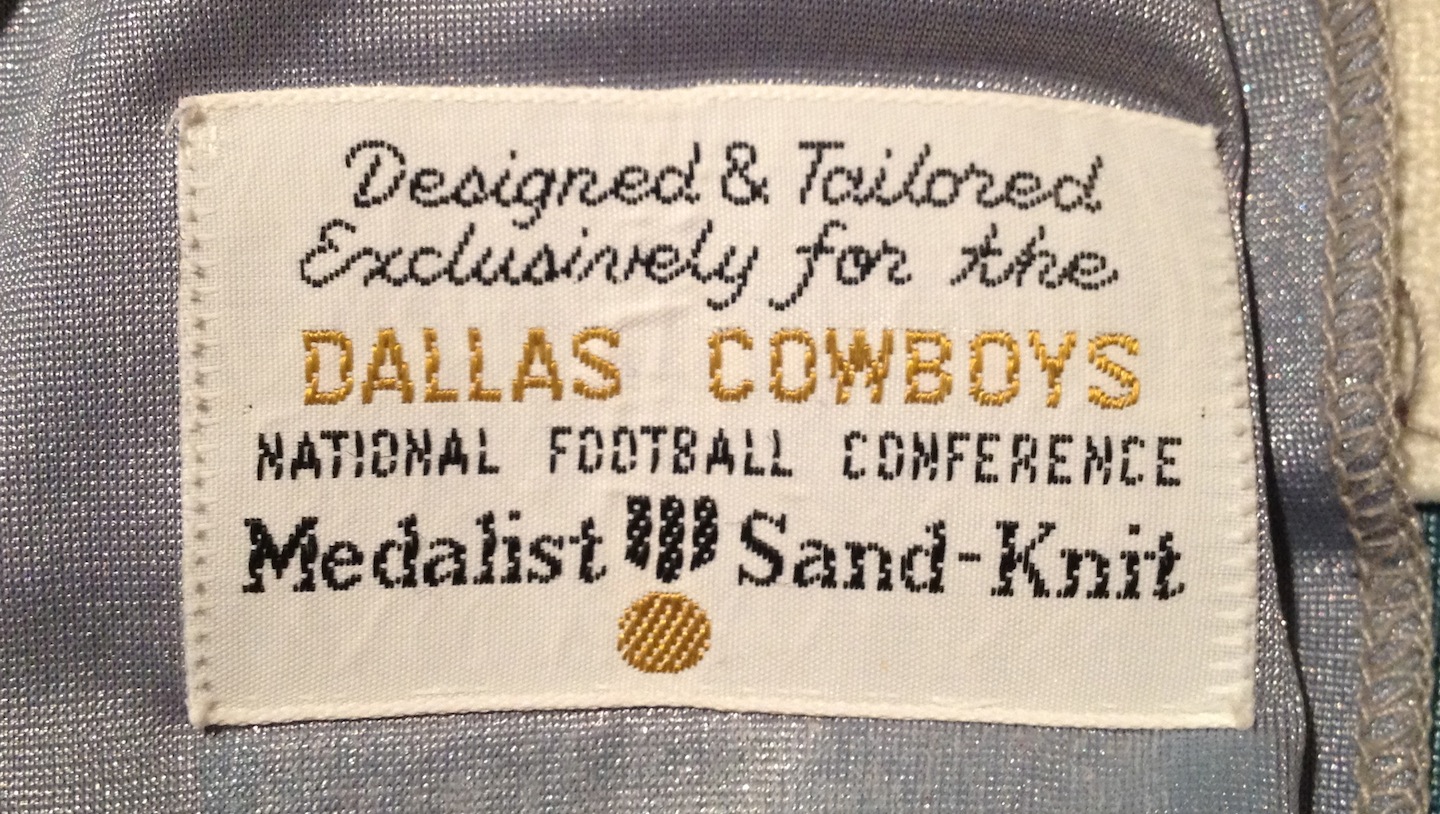 Designed & Tailored
Exclusively for the
DALLAS COWBOYS
NATIONAL FOOTBALL CONFERENCE
Medalist Sand-Knit